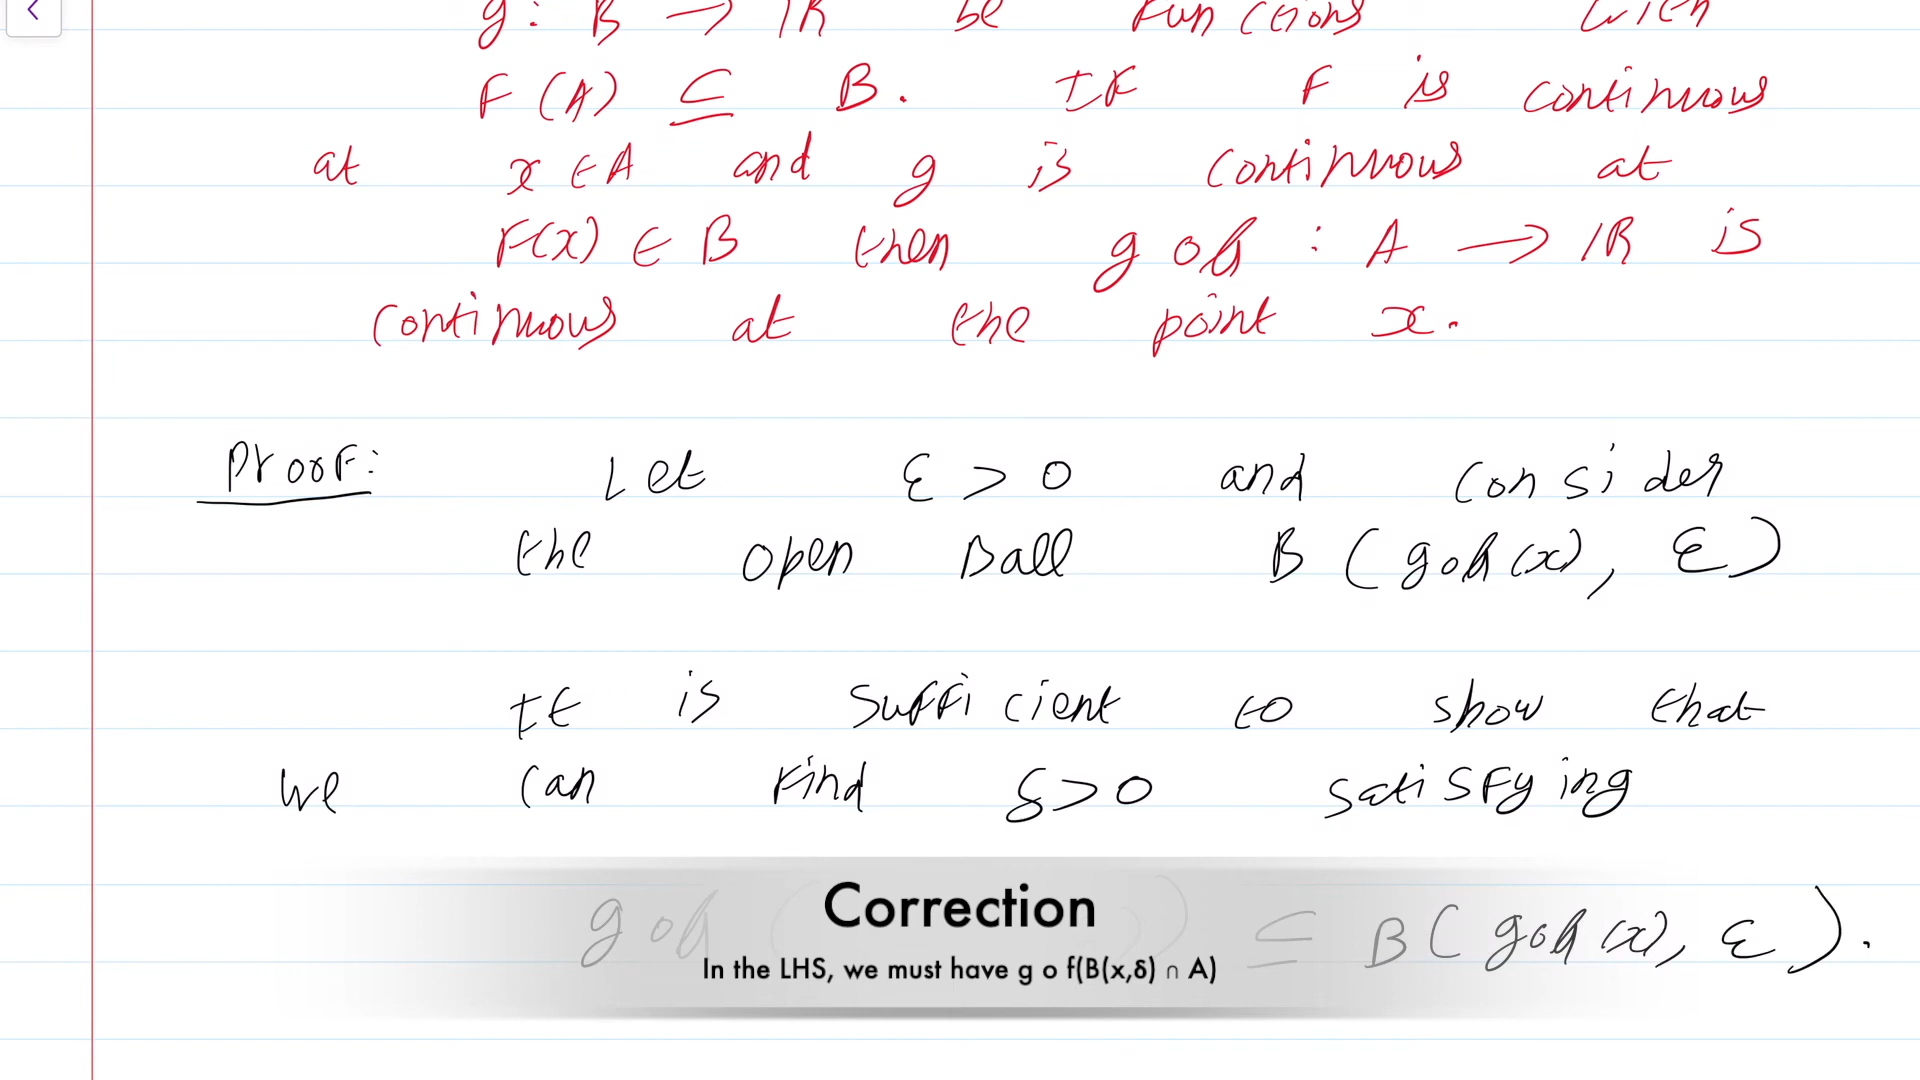 g : B → ℝ be functions with
F(A) ⊆ B. If F is continuous
at x ∈ A and g is continuous at
F(x) ∈ B then g o f : A → ℝ is
continuous at the point x.
Proof: Let ε > 0 and consider
the open Ball B ( g o f (x), ε )
It is sufficient to show that
we can find δ > 0 satisfying
g o f ( ) ⊆ B ( g o f (x), ε ).
Correction
In the LHS, we must have g o f(B(x,δ) ∩ A)